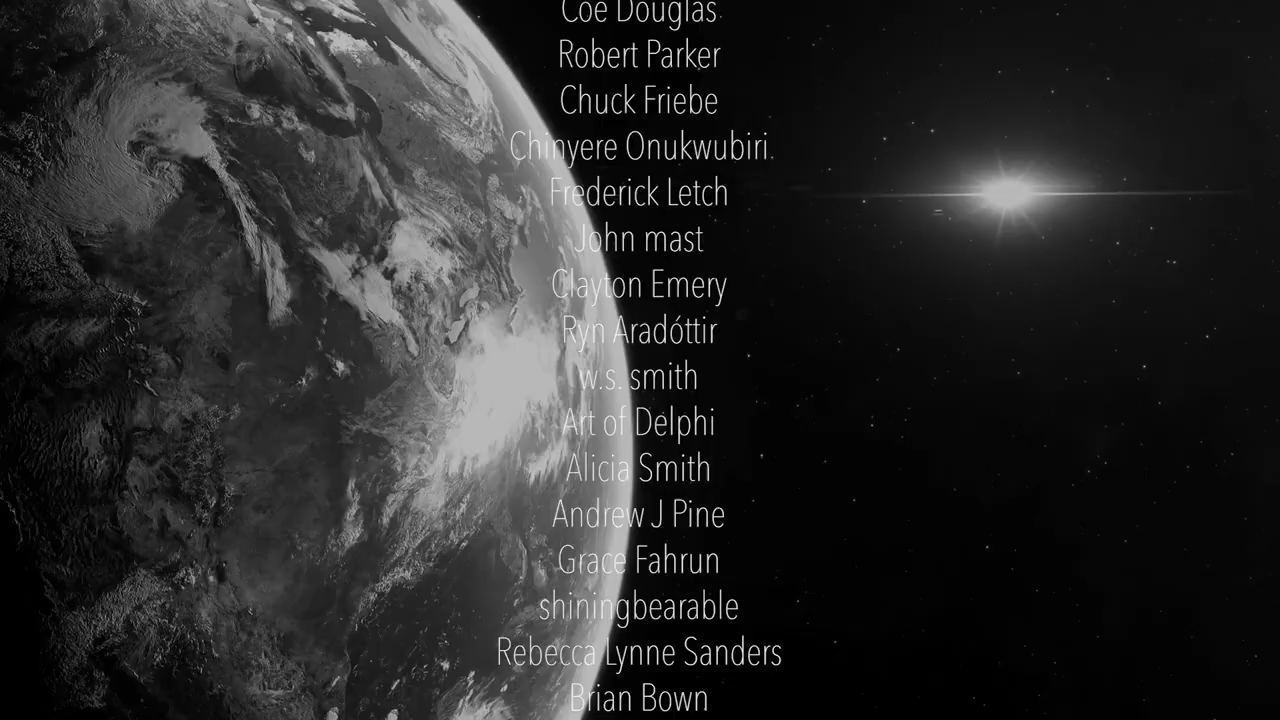 Coe Douglas
Robert Parker
Chuck Friebe
Chinyere Onukwubiri
Frederick Letch
John mast
Clayton Emery
Ryn Aradóttir
w.s. smith
Art of Delphi
Alicia Smith
Andrew J Pine
Grace Fahrun
shiningbearable
Rebecca Lynne Sanders
Brian Bown